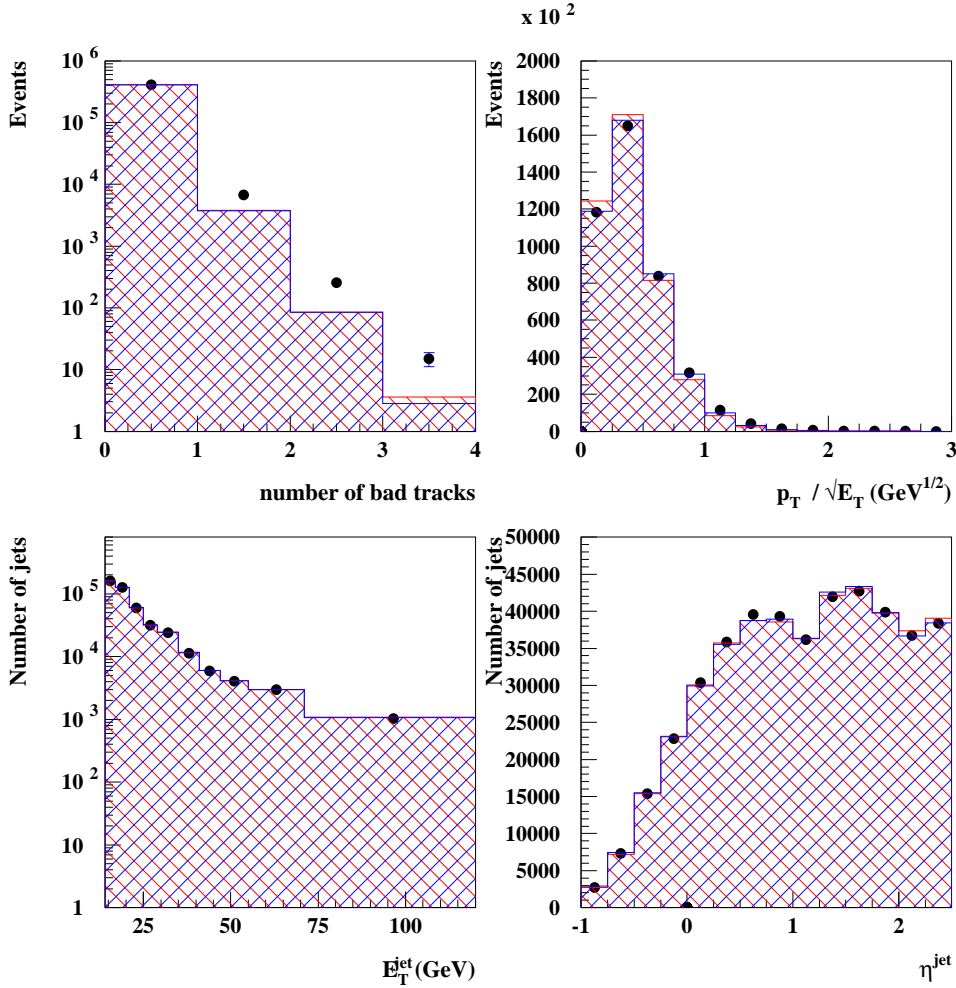 x 10 2
Events
10 6
10 5
10 4
10 3
10 2
10
1
0 1 2 3 4
number of bad tracks
Events
2000
1800
1600
1400
1200
1000
800
600
400
200
0
0 1 2 3
p_T / √E_T (GeV^1/2)
Number of jets
10 5
10 4
10 3
10 2
10
1
25 50 75 100
E_T^jet (GeV)
Number of jets
50000
45000
40000
35000
30000
25000
20000
15000
10000
5000
0
-1 0 1 2
η^jet